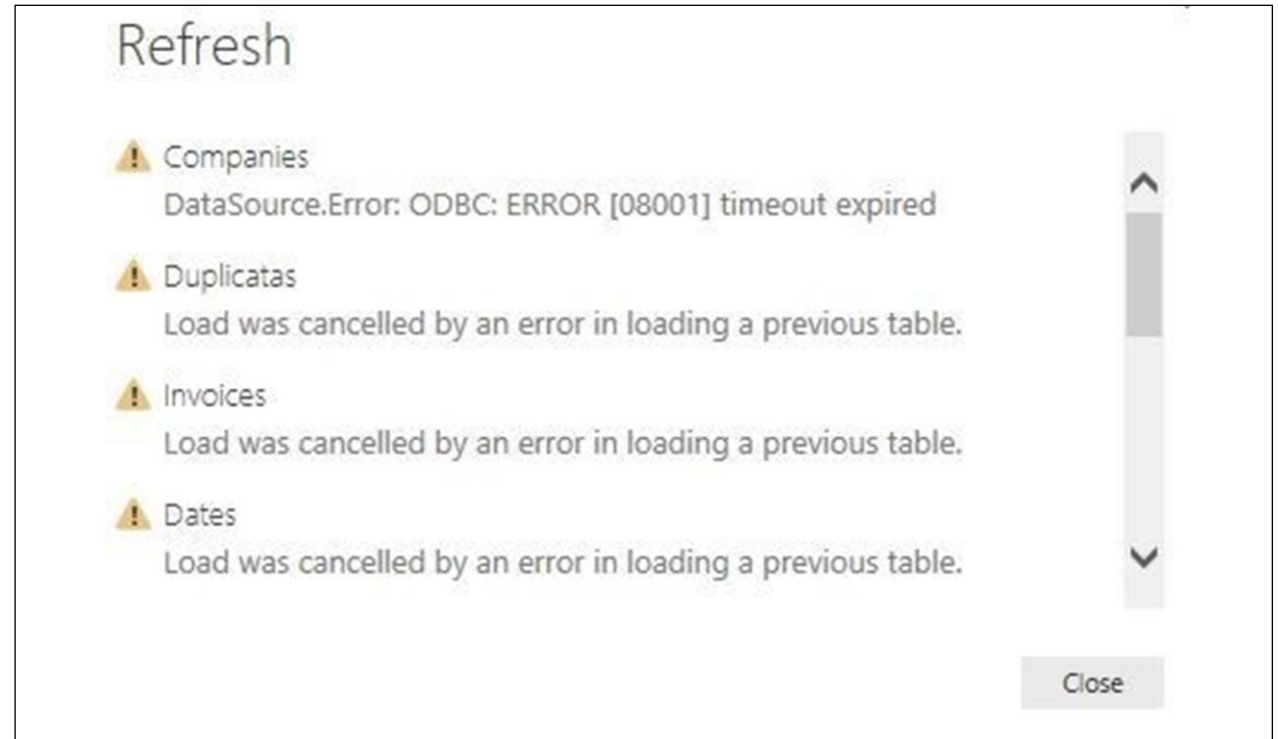 Refresh
Companies
DataSource.Error: ODBC: ERROR [08001] timeout expired
Duplicatas
Load was cancelled by an error in loading a previous table.
Invoices
Load was cancelled by an error in loading a previous table.
Dates
Load was cancelled by an error in loading a previous table.
Close